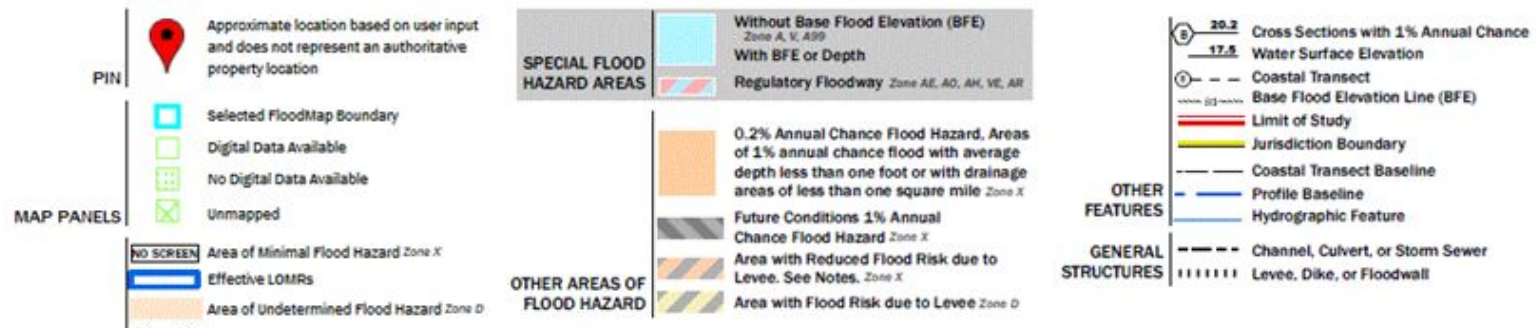 PIN
Approximate location based on user input
and does not represent an authoritative
property location
MAP PANELS
Selected FloodMap Boundary
Digital Data Available
No Digital Data Available
Unmapped
NO SCREEN Area of Minimal Flood Hazard Zone X
Effective LOMRs
Area of Undetermined Flood Hazard Zone D
SPECIAL FLOOD
HAZARD AREAS
Without Base Flood Elevation (BFE)
Zone A, V, A99
With BFE or Depth
Regulatory Floodway Zone AE, AO, AH, VE, AR
OTHER AREAS OF
FLOOD HAZARD
0.2% Annual Chance Flood Hazard, Areas
of 1% annual chance flood with average
depth less than one foot or with drainage
areas of less than one square mile Zone X
Future Conditions 1% Annual
Chance Flood Hazard Zone X
Area with Reduced Flood Risk due to
Levee. See Notes. Zone X
Area with Flood Risk due to Levee Zone D
OTHER
FEATURES
B 20.2 Cross Sections with 1% Annual Chance
17.5 Water Surface Elevation
Coastal Transect
Base Flood Elevation Line (BFE)
Limit of Study
Jurisdiction Boundary
Coastal Transect Baseline
Profile Baseline
Hydrographic Feature
GENERAL
STRUCTURES
Channel, Culvert, or Storm Sewer
Levee, Dike, or Floodwall